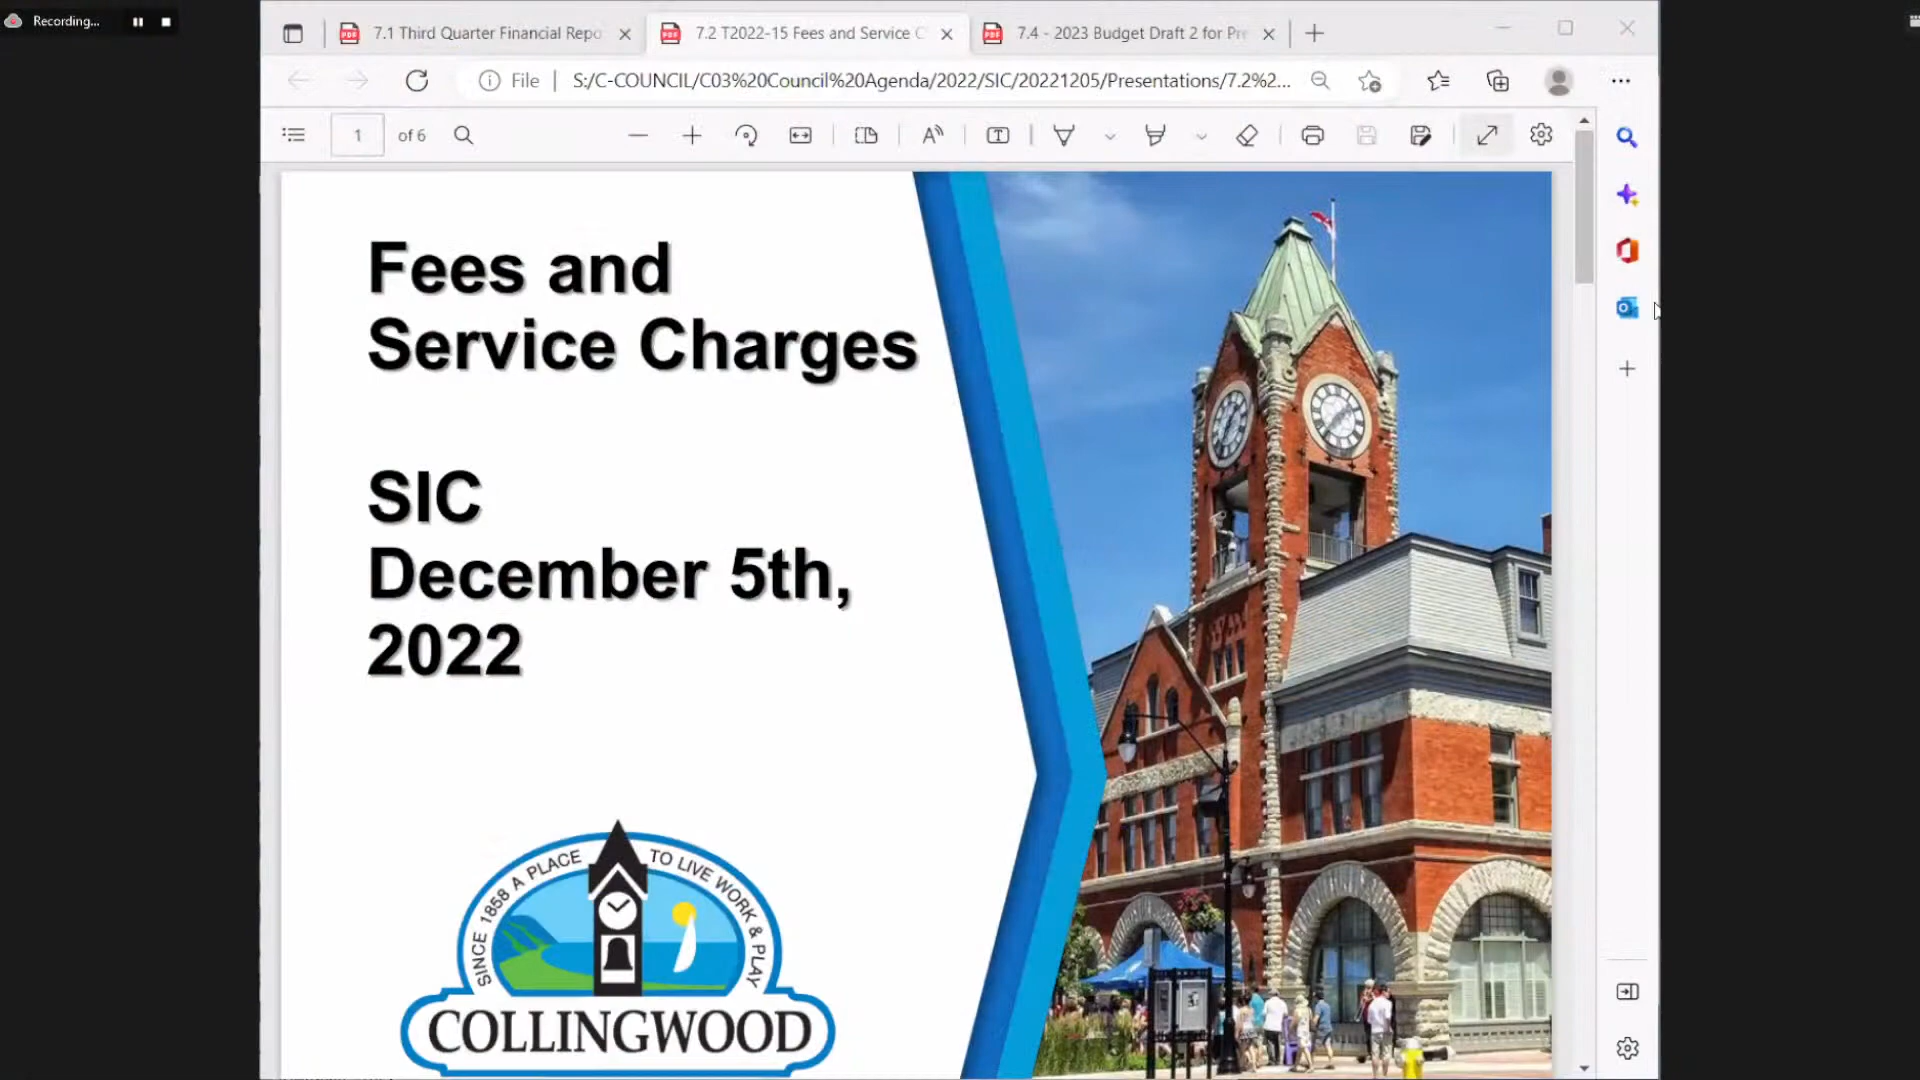 Recording...
7.1 Third Quarter Financial Repo
7.2 T2022-15 Fees and Service C
7.4 - 2023 Budget Draft 2 for Pre
File
S:/C-COUNCIL/C03%20Council%20Agenda/2022/SIC/20221205/Presentations/7.2%2...
1 of 6
Fees and
Service Charges
SIC
December 5th,
2022
SINCE 1858 A PLACE TO LIVE WORK & PLAY
COLLINGWOOD